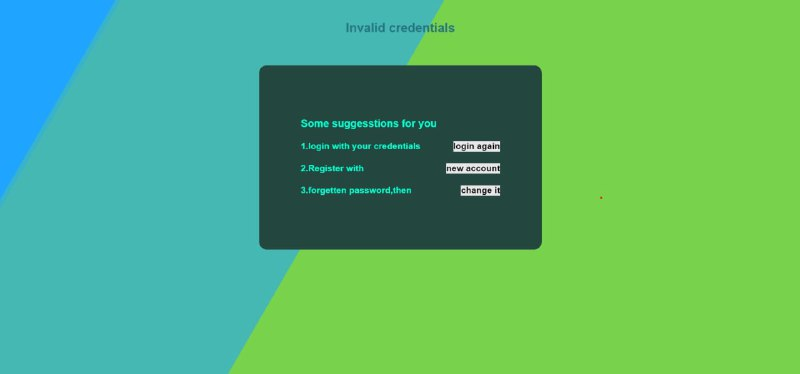 Invalid credentials
Some suggesstions for you
1.login with your credentials login again
2.Register with new account
3.forgetten password,then change it